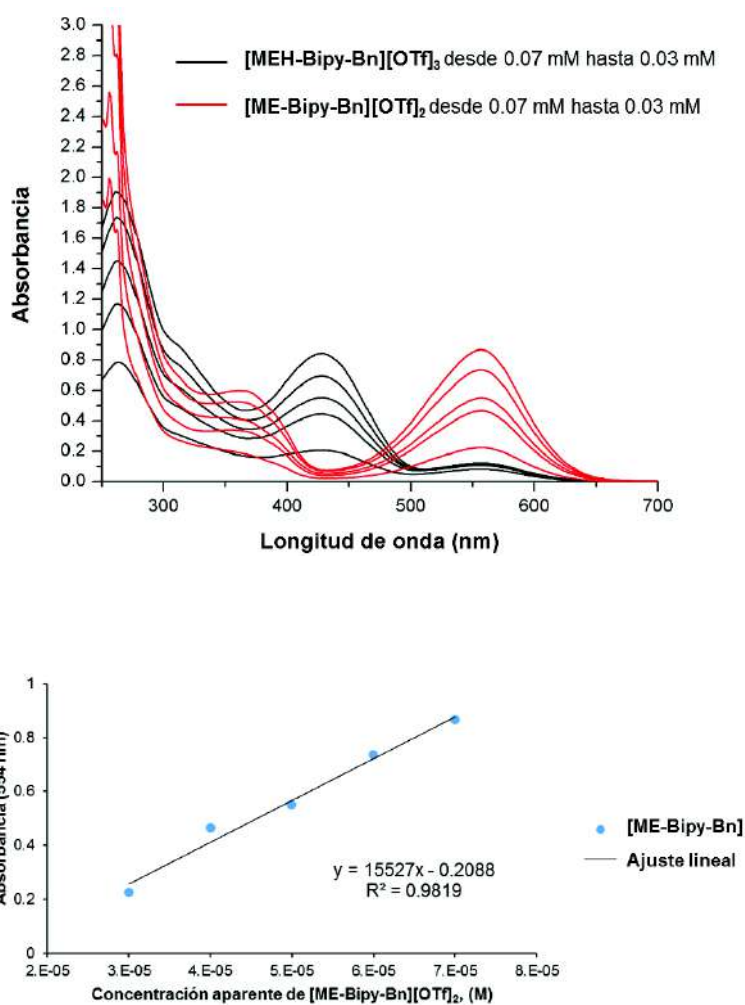 3.0
2.8
2.6
2.4
2.2
2.0
1.8
1.6
1.4
1.2
1.0
0.8
0.6
0.4
0.2
0.0
Absorbancia
[MEH-Bipy-Bn][OTf]₃ desde 0.07 mM hasta 0.03 mM
[ME-Bipy-Bn][OTf]₂ desde 0.07 mM hasta 0.03 mM
300 400 500 600 700
Longitud de onda (nm)
1
0.8
0.6
0.4
0.2
0
Absorbancia (554 nm)
y = 15527x - 0.2088
R² = 0.9819
[ME-Bipy-Bn]
Ajuste lineal
2.E-05 3.E-05 4.E-05 5.E-05 6.E-05 7.E-05 8.E-05
Concentración aparente de [ME-Bipy-Bn][OTf]₂, (M)